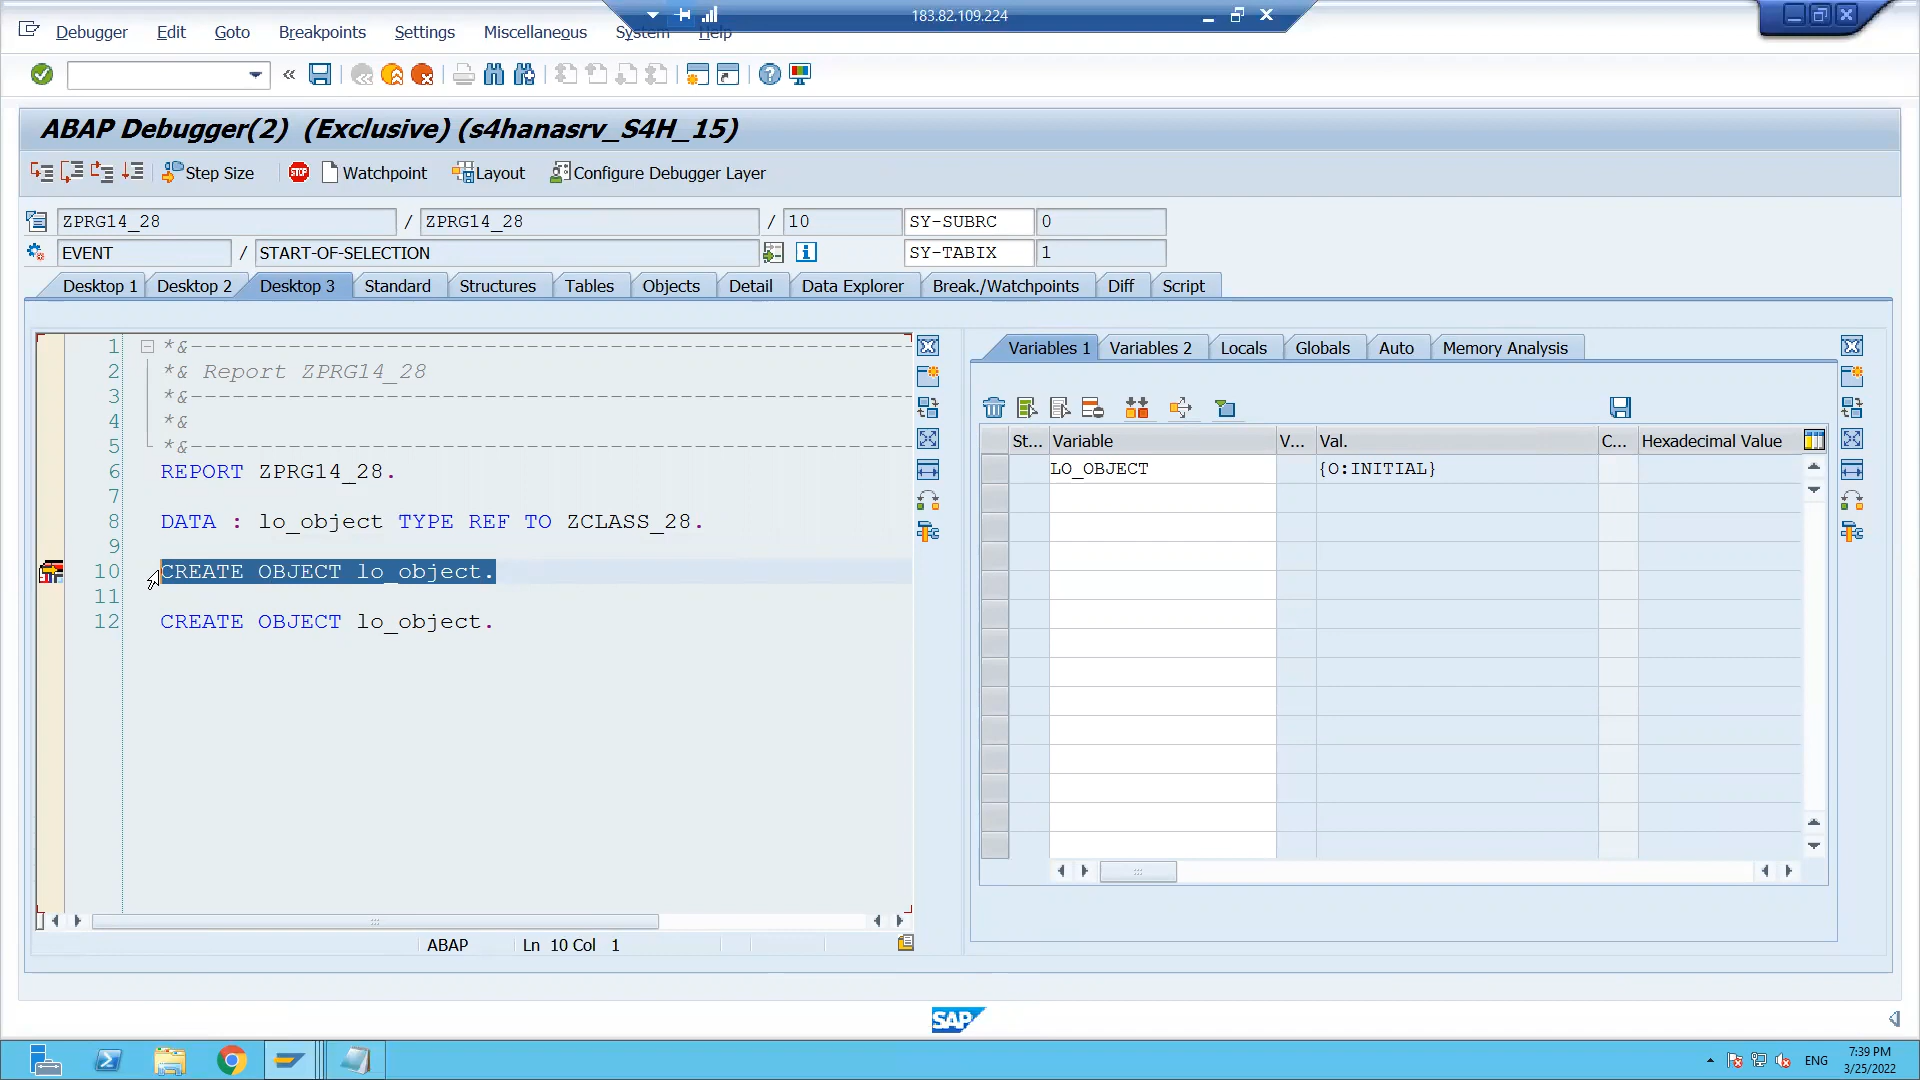 183.82.109.224
Debugger Edit Goto Breakpoints Settings Miscellaneous System Help
ABAP Debugger(2) (Exclusive) (s4hanasrv_S4H_15)
Step Size STOP Watchpoint Layout Configure Debugger Layer
ZPRG14_28 / ZPRG14_28 / 10 SY-SUBRC 0
EVENT / START-OF-SELECTION SY-TABIX 1
Desktop 1 Desktop 2 Desktop 3 Standard Structures Tables Objects Detail Data Explorer Break./Watchpoints Diff Script
1 *&---------------------------------------------------------------------
2 *& Report ZPRG14_28
3 *&---------------------------------------------------------------------
4 *&
5 *&---------------------------------------------------------------------
6 REPORT ZPRG14_28.
7
8 DATA : lo_object TYPE REF TO ZCLASS_28.
9
10 CREATE OBJECT lo_object.
11
12 CREATE OBJECT lo_object.
ABAP Ln 10 Col 1
Variables 1 Variables 2 Locals Globals Auto Memory Analysis
St... Variable V... Val. C... Hexadecimal Value
LO_OBJECT {O:INITIAL}
SAP
ENG
7:39 PM
3/25/2022